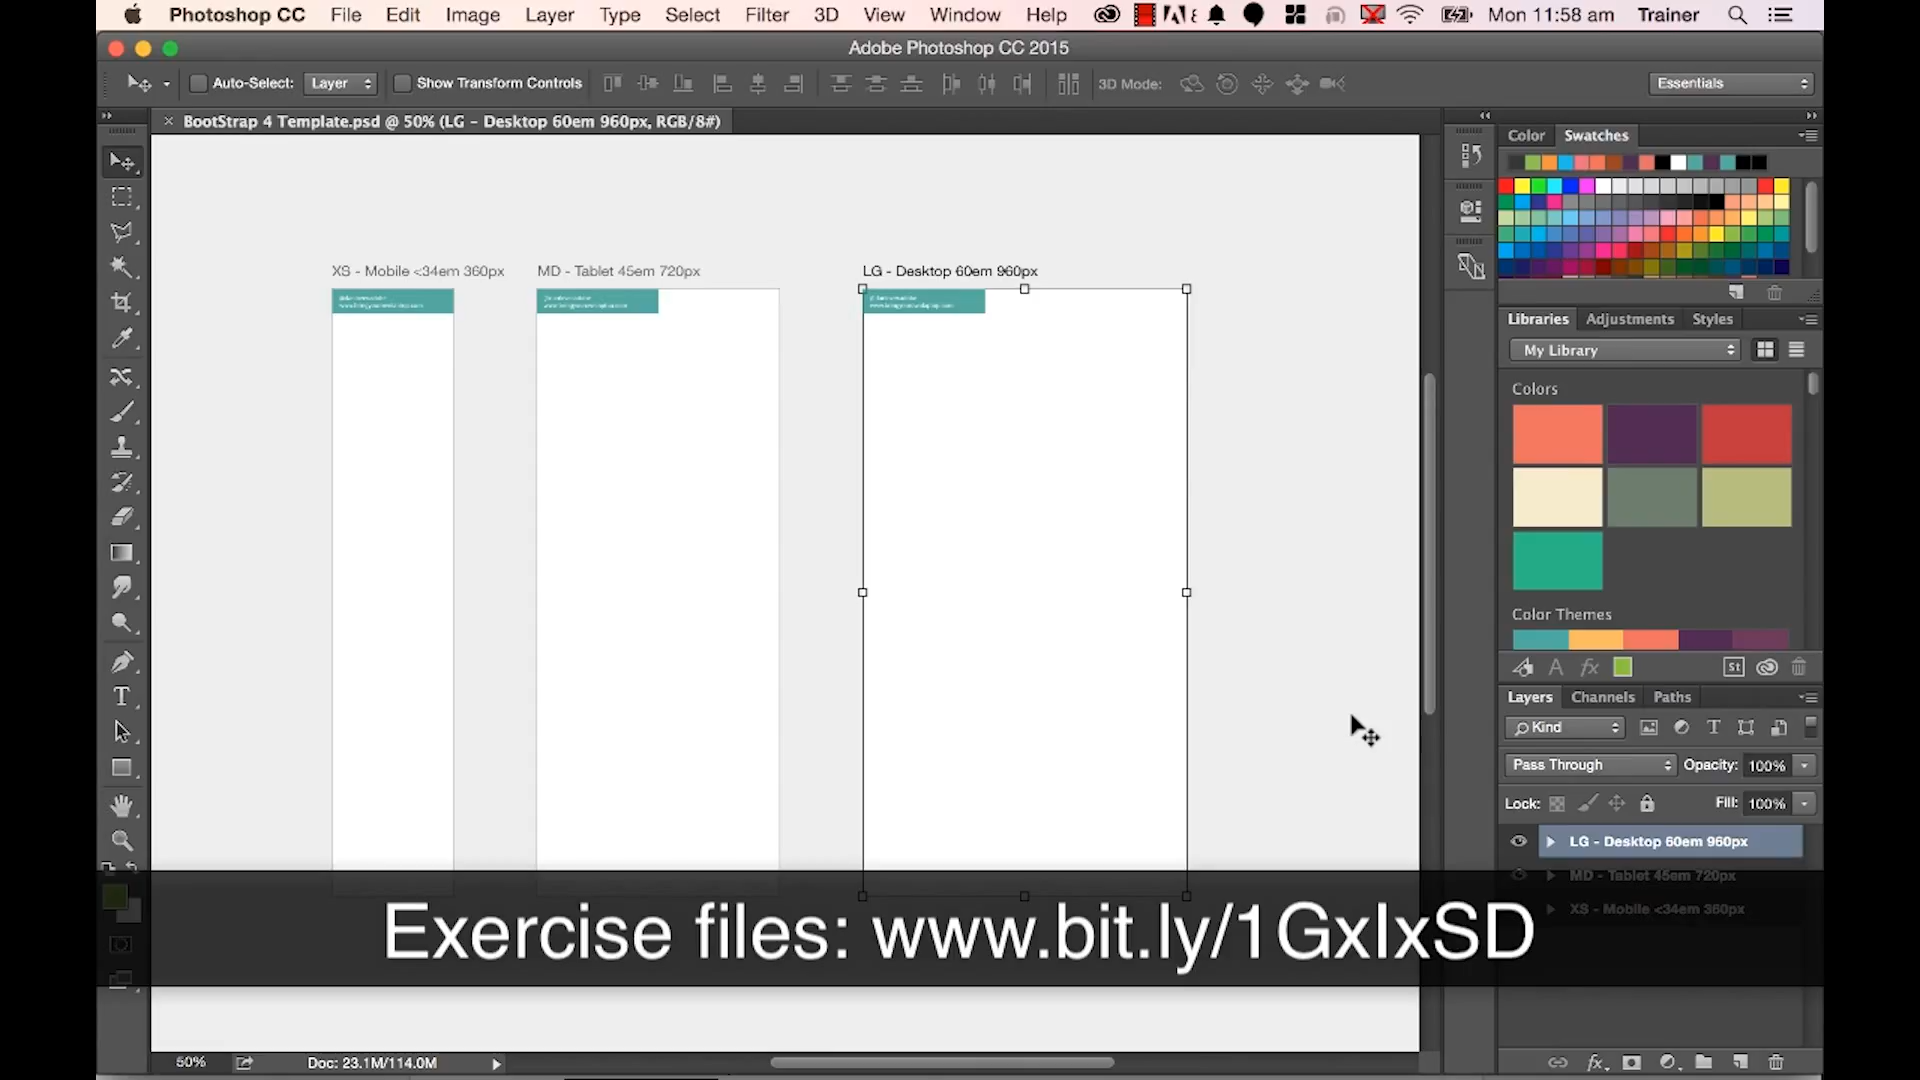 Photoshop CC File Edit Image Layer Type Select Filter 3D View Window Help Mon 11:58 am Trainer
Adobe Photoshop CC 2015
Auto-Select: Layer Show Transform Controls 3D Mode: Essentials
× BootStrap 4 Template.psd @ 50% (LG - Desktop 60em 960px, RGB/8#)
Color Swatches
XS - Mobile <34em 360px MD - Tablet 45em 720px LG - Desktop 60em 960px
Libraries Adjustments Styles
My Library
Colors
Color Themes
St
Layers Channels Paths
Kind
Pass Through Opacity: 100%
Lock: Fill: 100%
LG - Desktop 60em 960px
MD - Tablet 45em 720px
XS - Mobile <34em 360px
Exercise files: www.bit.ly/1GxIxSD
50% Doc: 23.1M/114.0M